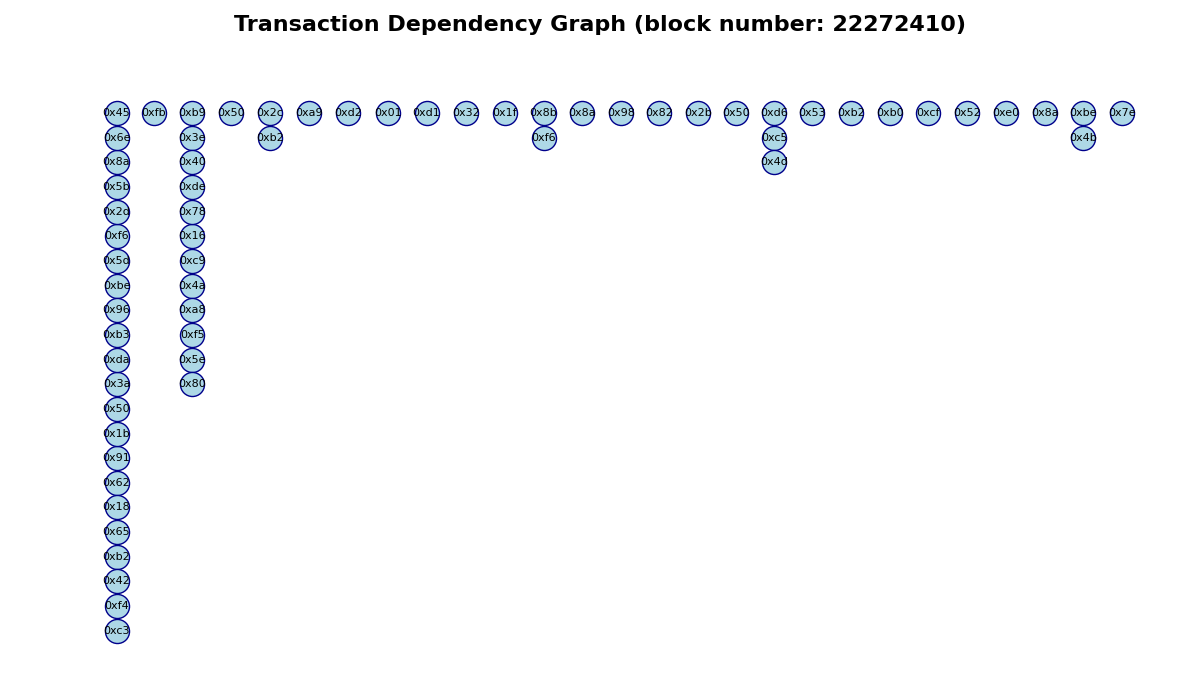 Transaction Dependency Graph (block number: 22272410)
0x45 0xfb 0xb9 0x50 0x2c 0xa9 0xd2 0x01 0xd1 0x32 0x1f 0x8b 0x8a 0x98 0x82 0x2b 0x50 0xd6 0x53 0xb2 0xb0 0xcf 0x52 0xe0 0x8a 0xbe 0x7e
0x6e 0x3e 0xb2 0xf6 0xc5 0x4b
0x8a 0x40 0x4c
0x5b 0xde
0x2d 0x78
0xf6 0x16
0x5d 0xc9
0xbe 0x4a
0x96 0xa8
0xb3 0xf5
0xda 0x5e
0x3a 0x80
0x50
0x1b
0x91
0x62
0x18
0x65
0xb2
0x42
0xf4
0xc3